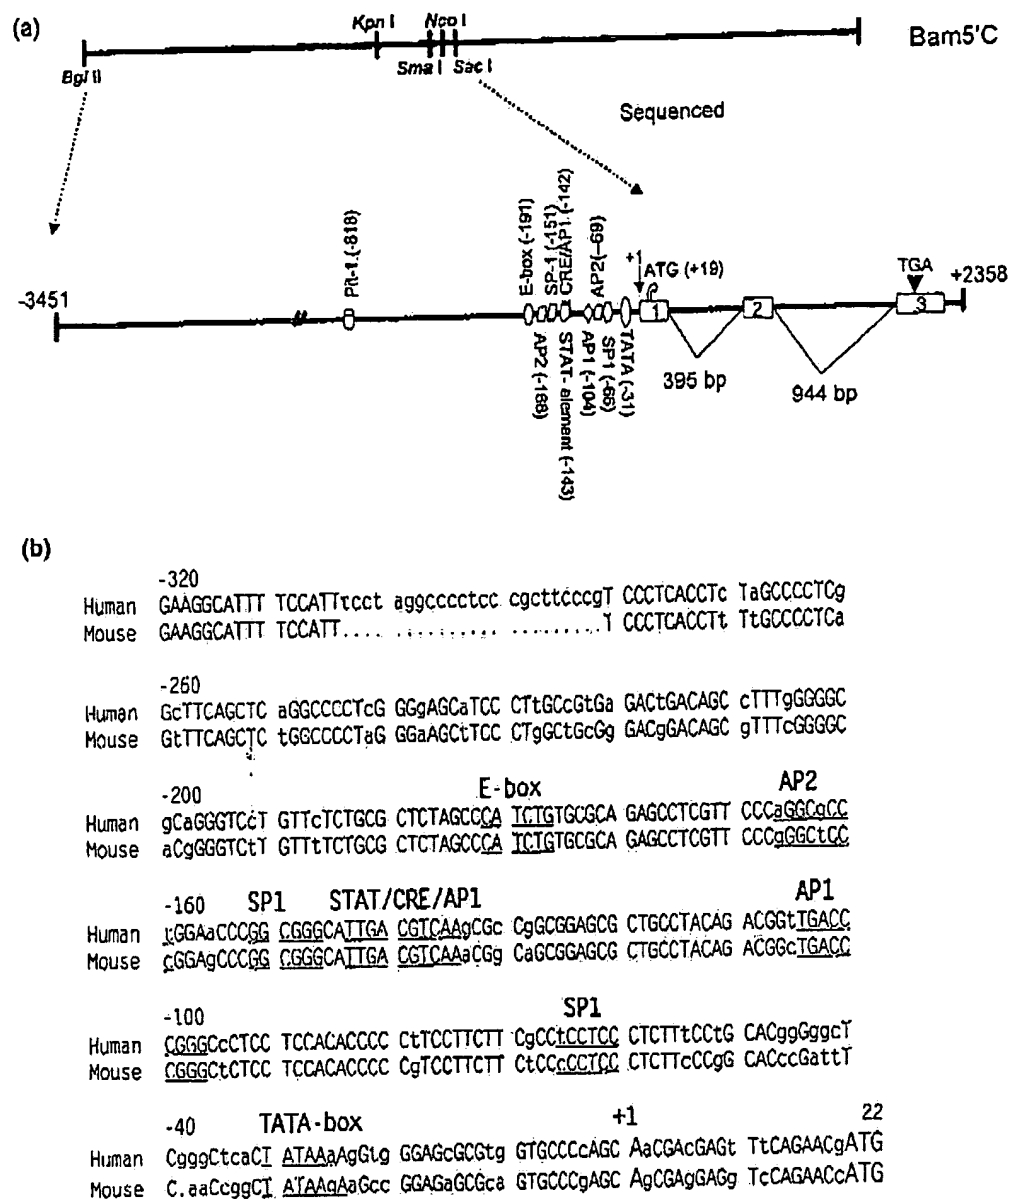 (a)
Kpn I
Nco I
Bam5'C
Bgl II
Sma I
Sac I
Sequenced
-3451
Pit-1 (-818)
E-box (-191)
SP-1 (-151)
CRE/AP1 (-142)
AP2 (-69)
+1
ATG (+19)
TGA
+2358
1
2
3
AP2 (-168)
STAT- element (-143)
AP1 (-104)
SP1 (-66)
TATA (-31)
395 bp
944 bp
(b)
-320
Human GAAGGCATTT TCCATTtcct aggcccctcc cgcttcccgT CCCTCACCTc TaGCCCCTCg
Mouse GAAGGCATTT TCCATT.... .......... .........T CCCTCACCTt TtGCCCCTCa
-260
Human GcTTCAGCTC aGGCCCCTcG GGgAGCaTCC CTtGCcGtGa GACtGACAGC cTTTgGGGGC
Mouse GtTTCAGCTC tGGCCCCTaG GGaAGCtTCC CTgGCtGcGg GACgGACAGC gTTTcGGGGC
-200
E-box
AP2
Human gCaGGGTCcT GTTcTCTGCG CTCTAGCCCA TCTGTGCGCA GAGCCTCGTT CCCaGGCgCC
Mouse aCgGGGTCtT GTTtTCTGCG CTCTAGCCCA TCTGTGCGCA GAGCCTCGTT CCCgGGCtCC
-160
SP1
STAT/CRE/AP1
AP1
Human tGGAaCCCGG CGGGGCATTGA CGTCAAgCGc CgGCGGAGCG CTGCCTACAG ACGGtTGACC
Mouse cGGAgCCCGG CGGGGCATTGA CGTCAAaCGg CaGCGGAGCG CTGCCTACAG ACGGcTGACC
-100
SP1
Human CGGGCcCTCC TCCACACCCC CtTCCTTCTT CgCCtCCTCC CTCTTtCCtG CACggGggcT
Mouse CGGGCtCTCC TCCACACCCC CgTCCTTCTT CtCCcCCTCC CTCTTcCCgG CACccGattT
-40
TATA-box
+1
22
Human CgggCtcaCT ATAAaAgGtg GGAGcGCGtg GTGCCCcAGC AaCGAcGAGt TtCAGAACgATG
Mouse C.aaCcggCT ATAAgAaGcc GGAGaGCGca GTGCCCgAGC AgCGAgGAGg TcCAGAACcATG